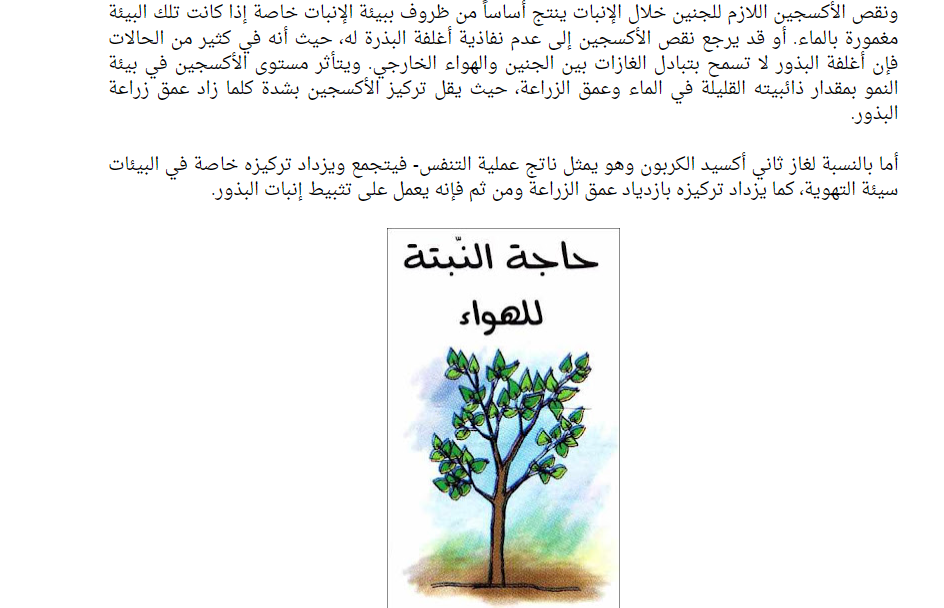 ونقص الأكسجين اللازم للجنين خلال الإنبات ينتج أساساً من ظروف ببيئة الإنبات خاصة إذا كانت تلك البيئة
مغمورة بالماء. أو قد يرجع نقص الأكسجين إلى عدم نفاذية أغلفة البذرة له، حيث أنه في كثير من الحالات
فإن أغلفة البذور لا تسمح بتبادل الغازات بين الجنين والهواء الخارجي. ويتأثر مستوى الأكسجين في بيئة
النمو بمقدار ذائبيته القليلة في الماء وعمق الزراعة، حيث يقل تركيز الأكسجين بشدة كلما زاد عمق زراعة
البذور.
أما بالنسبة لغاز ثاني أكسيد الكربون وهو يمثل ناتج عملية التنفس- فيتجمع ويزداد تركيزه خاصة في البيئات
سيئة التهوية، كما يزداد تركيزه بازدياد عمق الزراعة ومن ثم فإنه يعمل على تثبيط إنبات البذور.
حاجة النّبتة
للهواء